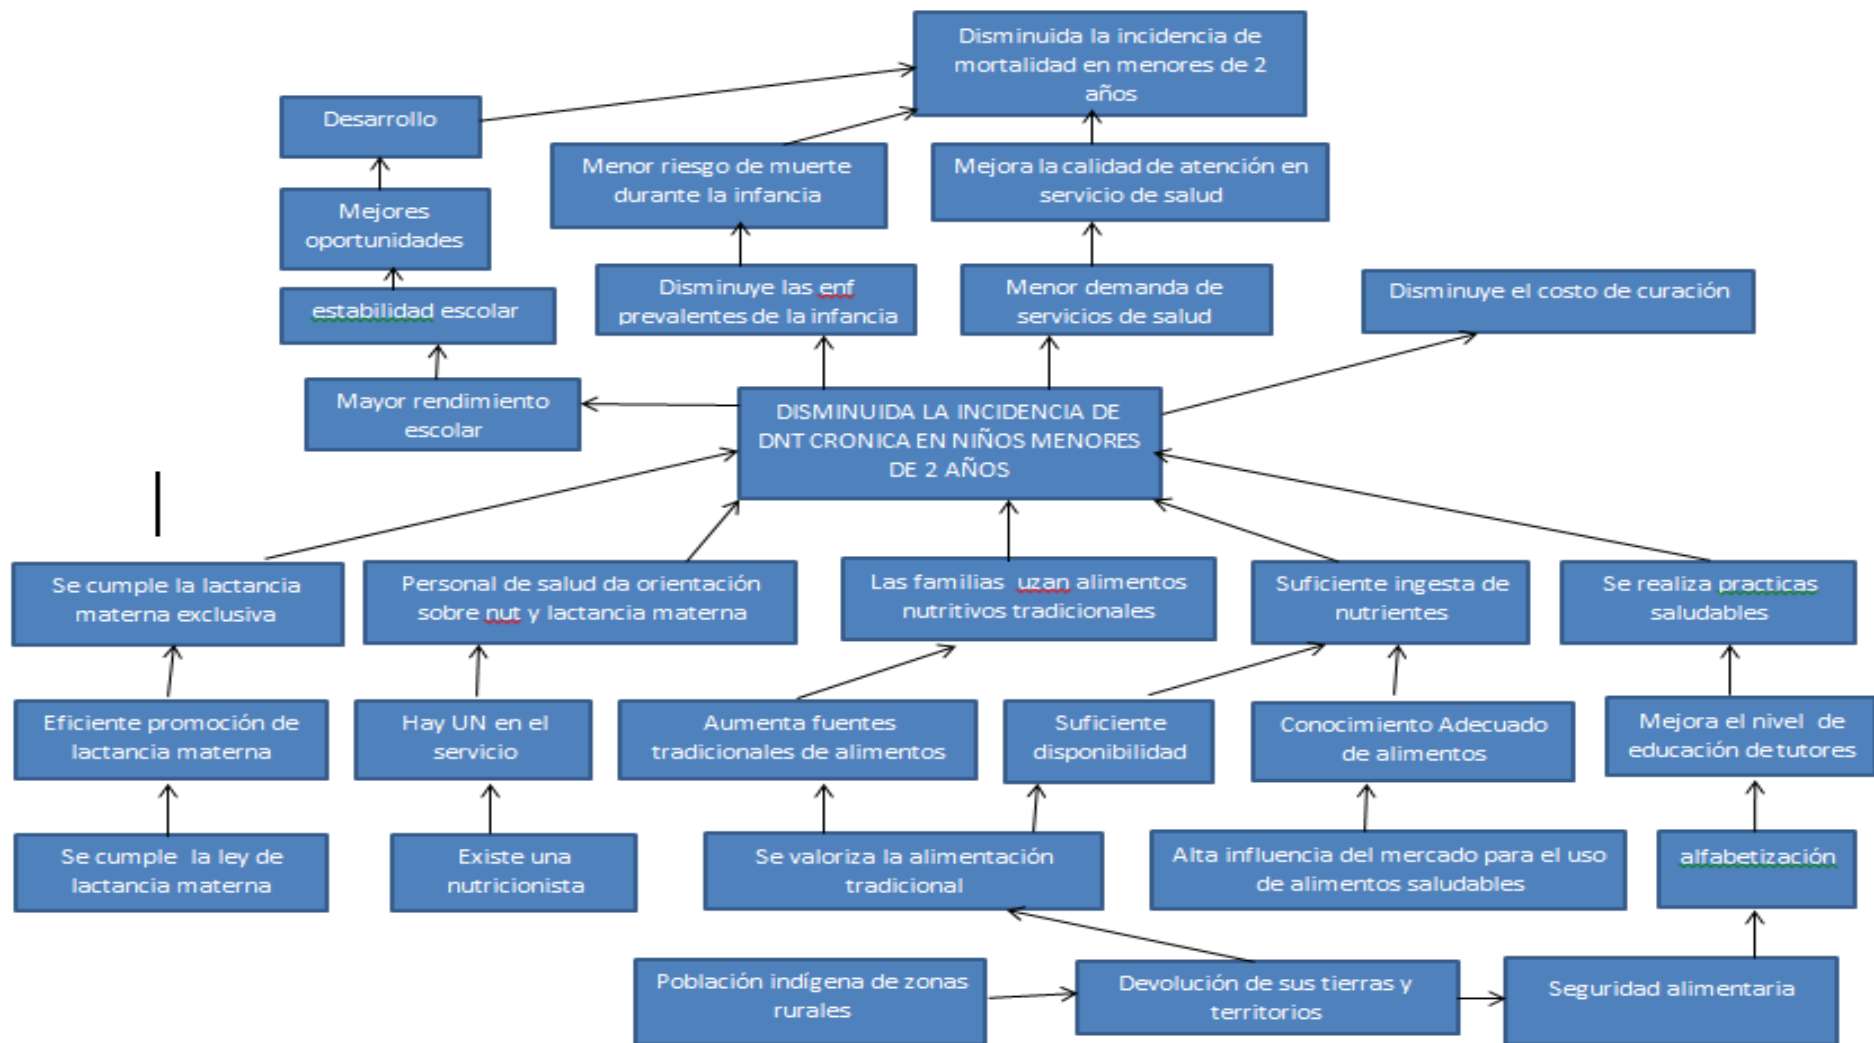 Disminuida la incidencia de
mortalidad en menores de 2
años
Desarrollo
Menor riesgo de muerte
durante la infancia
Mejora la calidad de atención en
servicio de salud
Mejores
oportunidades
Disminuye las enf
prevalentes de la infancia
Menor demanda de
servicios de salud
Disminuye el costo de curación
estabilidad escolar
Mayor rendimiento
escolar
DISMINUIDA LA INCIDENCIA DE
DNT CRONICA EN NIÑOS MENORES
DE 2 AÑOS
Se cumple la lactancia
materna exclusiva
Personal de salud da orientación
sobre nut y lactancia materna
Las familias uzan alimentos
nutritivos tradicionales
Suficiente ingesta de
nutrientes
Se realiza practicas
saludables
Eficiente promoción de
lactancia materna
Hay UN en el
servicio
Aumenta fuentes
tradicionales de alimentos
Suficiente
disponibilidad
Conocimiento Adecuado
de alimentos
Mejora el nivel de
educación de tutores
Se cumple la ley de
lactancia materna
Existe una
nutricionista
Se valoriza la alimentación
tradicional
Alta influencia del mercado para el uso
de alimentos saludables
alfabetización
Población indígena de zonas
rurales
Devolución de sus tierras y
territorios
Seguridad alimentaria